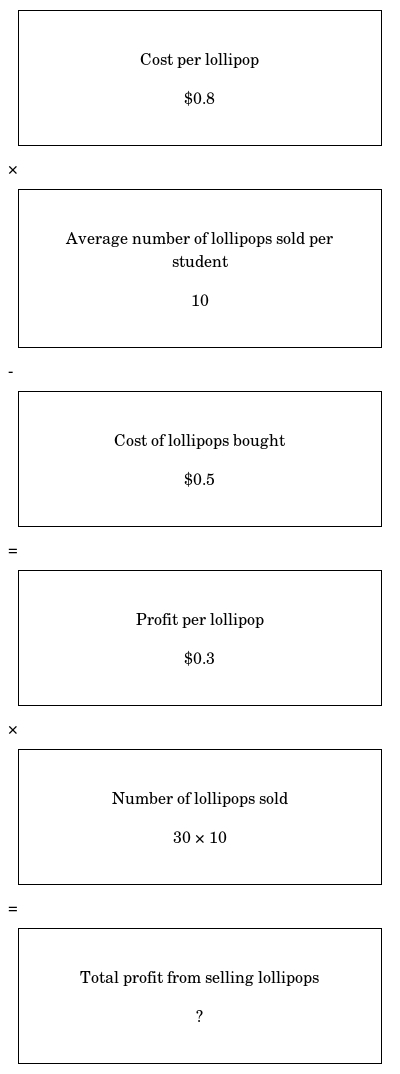 Cost per lollipop
$0.8
×
Average number of lollipops sold per
student
10
-
Cost of lollipops bought
$0.5
=
Profit per lollipop
$0.3
×
Number of lollipops sold
30 × 10
=
Total profit from selling lollipops
?